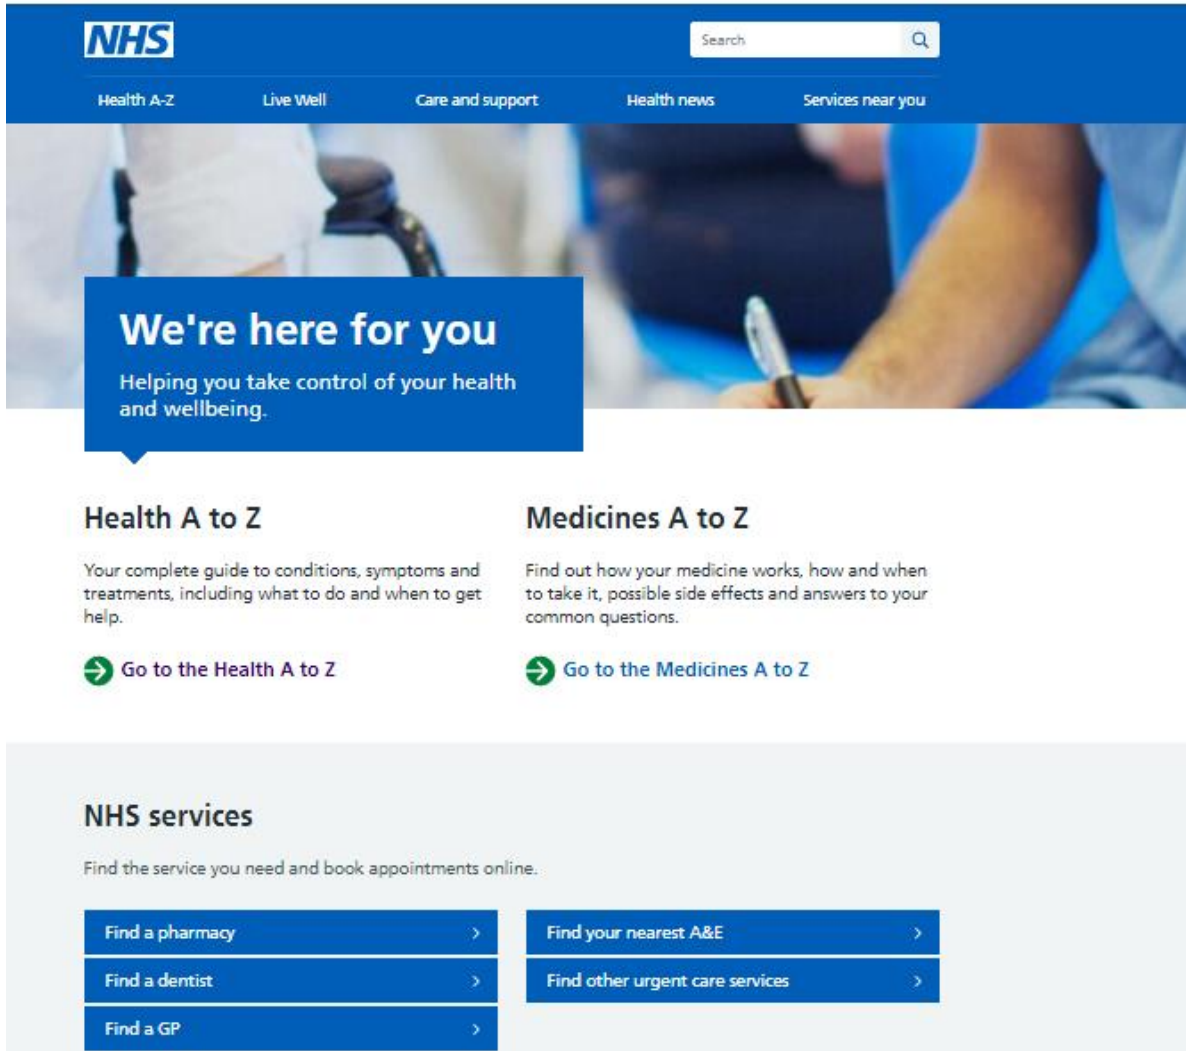 NHS
Search
Health A-Z
Live Well
Care and support
Health news
Services near you
We're here for you
Helping you take control of your health
and wellbeing.
Health A to Z
Your complete guide to conditions, symptoms and
treatments, including what to do and when to get
help.
Go to the Health A to Z
Medicines A to Z
Find out how your medicine works, how and when
to take it, possible side effects and answers to your
common questions.
Go to the Medicines A to Z
NHS services
Find the service you need and book appointments online.
Find a pharmacy
Find a dentist
Find a GP
Find your nearest A&E
Find other urgent care services